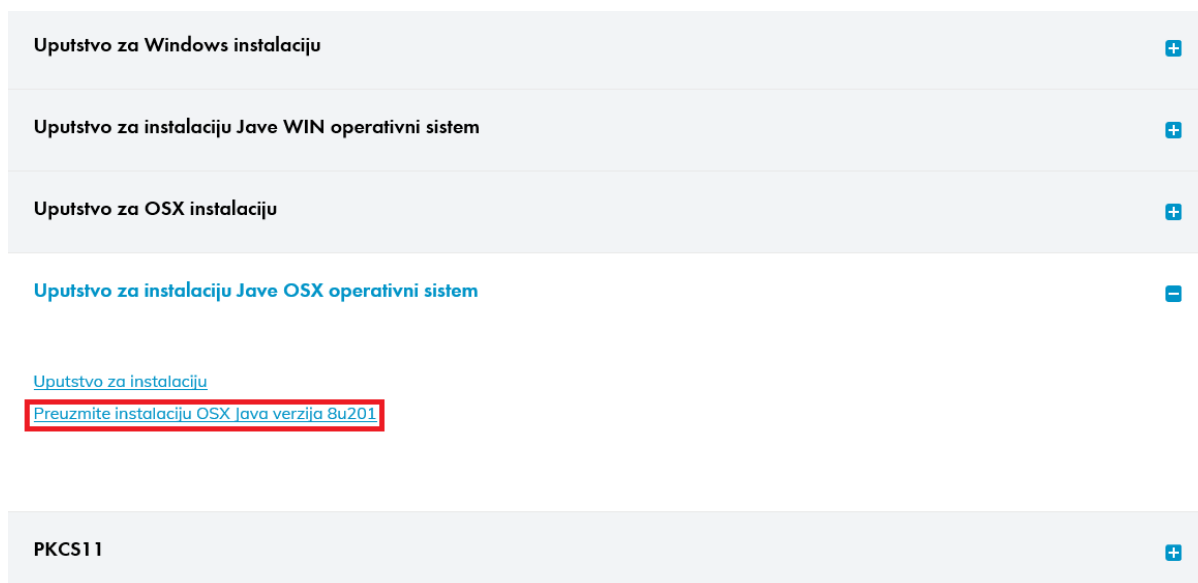 Uputstvo za Windows instalaciju
Uputstvo za instalaciju Jave WIN operativni sistem
Uputstvo za OSX instalaciju
Uputstvo za instalaciju Jave OSX operativni sistem
Uputstvo za instalaciju
Preuzmite instalaciju OSX Java verzija 8u201
PKCS11